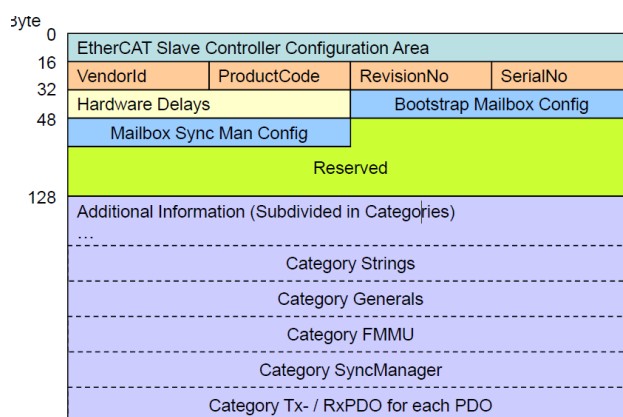 Byte
0
EtherCAT Slave Controller Configuration Area
16
VendorId ProductCode RevisionNo SerialNo
32
Hardware Delays Bootstrap Mailbox Config
48
Mailbox Sync Man Config
Reserved
128
Additional Information (Subdivided in Categories)
...
Category Strings
Category Generals
Category FMMU
Category SyncManager
Category Tx- / RxPDO for each PDO